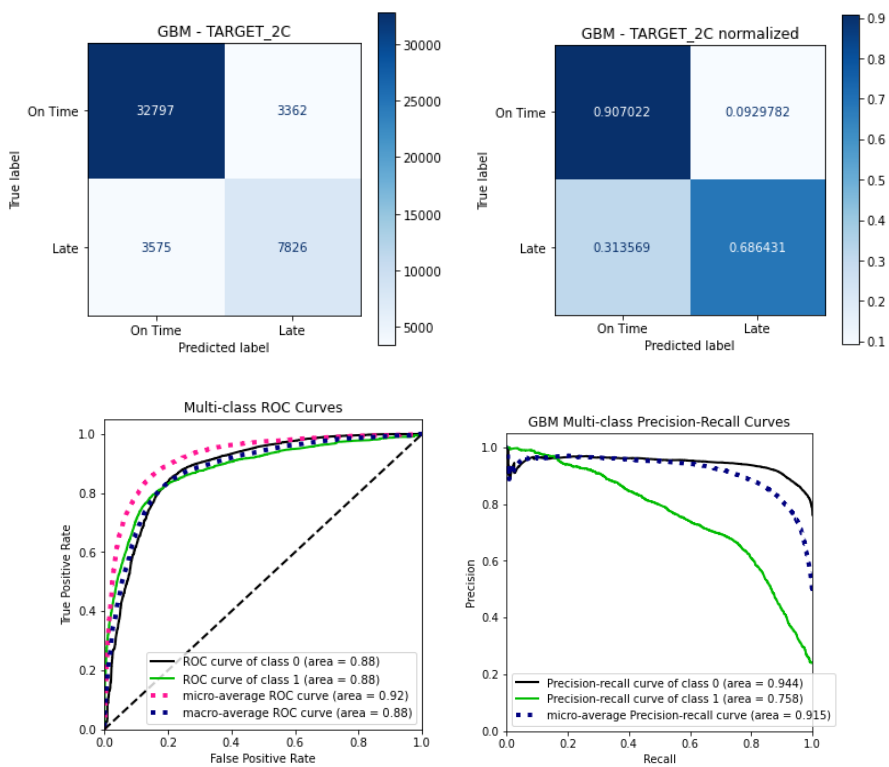 GBM - TARGET_2C
True label
On Time
Late
32797
3362
3575
7826
On Time
Late
Predicted label
30000
25000
20000
15000
10000
5000
GBM - TARGET_2C normalized
True label
On Time
Late
0.907022
0.0929782
0.313569
0.686431
On Time
Late
Predicted label
0.9
0.8
0.7
0.6
0.5
0.4
0.3
0.2
0.1
Multi-class ROC Curves
True Positive Rate
1.0
0.8
0.6
0.4
0.2
0.0
ROC curve of class 0 (area = 0.88)
ROC curve of class 1 (area = 0.88)
micro-average ROC curve (area = 0.92)
macro-average ROC curve (area = 0.88)
0.0
0.2
0.4
0.6
0.8
1.0
False Positive Rate
GBM Multi-class Precision-Recall Curves
Precision
1.0
0.8
0.6
0.4
0.2
0.0
Precision-recall curve of class 0 (area = 0.944)
Precision-recall curve of class 1 (area = 0.758)
micro-average Precision-recall curve (area = 0.915)
0.0
0.2
0.4
0.6
0.8
1.0
Recall